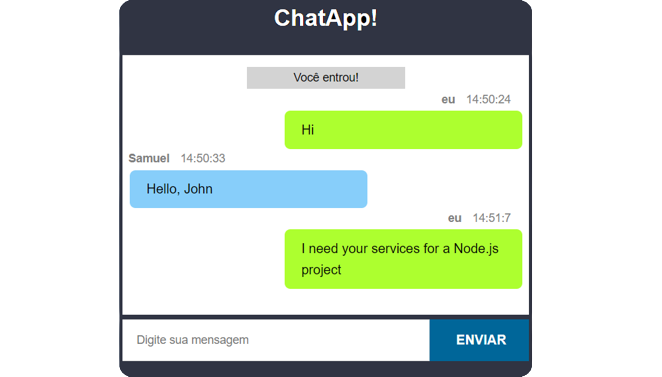 ChatApp!
Você entrou!
eu 14:50:24
Hi
Samuel 14:50:33
Hello, John
eu 14:51:7
I need your services for a Node.js
project
Digite sua mensagem
ENVIAR